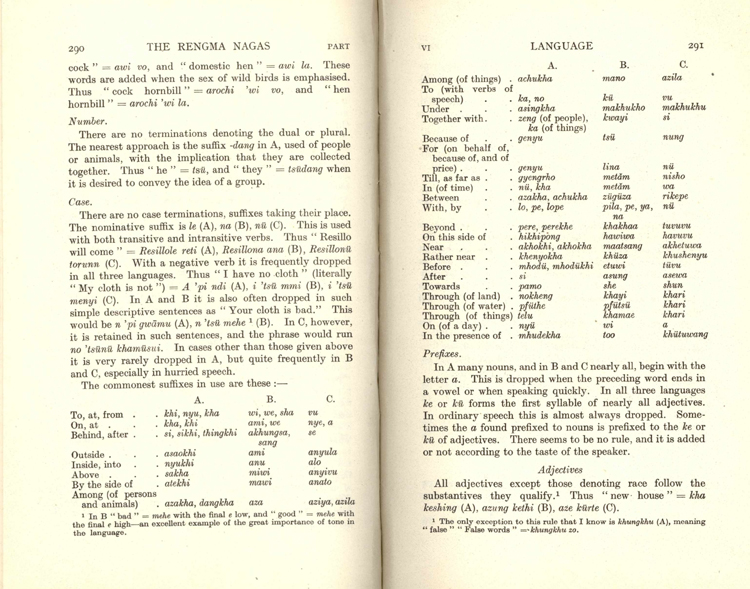 290 THE RENGMA NAGAS PART
cock " = awi vo, and " domestic hen " = awi la. These
words are added when the sex of wild birds is emphasised.
Thus " cock hornbill " = arochi 'wi vo, and " hen
hornbill " = arochi 'wi la.
Number.
There are no terminations denoting the dual or plural.
The nearest approach is the suffix -dang in A, used of people
or animals, with the implication that they are collected
together. Thus " he " = tsü, and " they " = tsüdang when
it is desired to convey the idea of a group.
Case.
There are no case terminations, suffixes taking their place.
The nominative suffix is le (A), na (B), nü (C). This is used
with both transitive and intransitive verbs. Thus " Resillo
will come " = Resillole reti (A), Resillona ana (B), Resillonü
torunn (C). With a negative verb it is frequently dropped
in all three languages. Thus " I have no cloth " (literally
" My cloth is not ") = A 'pi ndi (A), i 'tsü mmi (B), i 'tsü
menyi (C). In A and B it is also often dropped in such
simple descriptive sentences as " Your cloth is bad." This
would be n 'pi gwāmu (A), n 'tsü mehe ¹ (B). In C, however,
it is retained in such sentences, and the phrase would run
no 'tsünü khamüsui. In cases other than those given above
it is very rarely dropped in A, but quite frequently in B
and C, especially in hurried speech.
The commonest suffixes in use are these :—
A. B. C.
To, at, from . . khi, nyu, kha wi, we, sha vu
On, at . . . kha, khi ami, we nye, a
Behind, after . . si, sikhi, thingkhi akhungsa, se
sang
Outside . . . asaokhi ami anyula
Inside, into . . nyukhi anu alo
Above . . . sakha miwi anyivu
By the side of . atekhi mawi anato
Among (of persons
and animals) . azakha, dangkha aza aziya, azila
¹ In B " bad " = mehe with the final e low, and " good " = mehe with
the final e high—an excellent example of the great importance of tone in
the language.
VI LANGUAGE 291
A. B. C.
Among (of things) . achukha mano azila
To (with verbs of
speech) . . ka, no kü vu
Under . . . asingkha makhukho makhukhu
Together with . . zeng (of people), kwayi si
ka (of things)
Because of . . genyu tsü nung
For (on behalf of,
because of, and of
price) . . . genyu lina nü
Till, as far as . . gyengrho metām nisho
In (of time) . . nü, kha metām wa
Between . . azakha, achukha zügüza rikepe
With, by . . lo, pe, lope pila, pe, ya, nü
na
Beyond . . . pere, perekhe khakhaa tuvuvu
On this side of . hikhipōng hawiwa havuvu
Near . . . akhokhi, akhokha maatsang akhetuwa
Rather near . . khenyokha khüza khushenyu
Before . . . mhodü, mhodükhi etuwi tüvu
After . . . si asung asewa
Towards . . pamo she shun
Through (of land) . nokheng khayi khari
Through (of water) . pfüthe pfütsü khari
Through (of things) telu khamae khari
On (of a day) . . nyü wi a
In the presence of . mhudekha too khütuwang
Prefixes.
In A many nouns, and in B and C nearly all, begin with the
letter a. This is dropped when the preceding word ends in
a vowel or when speaking quickly. In all three languages
ke or kü forms the first syllable of nearly all adjectives.
In ordinary speech this is almost always dropped. Some-
times the a found prefixed to nouns is prefixed to the ke or
kü of adjectives. There seems to be no rule, and it is added
or not according to the taste of the speaker.
Adjectives
All adjectives except those denoting race follow the
substantives they qualify.¹ Thus " new house " = kha
keshing (A), azung kethi (B), aze kürte (C).
¹ The only exception to this rule that I know is khungkhu (A), meaning
" false " " False words " = khungkhu zo.